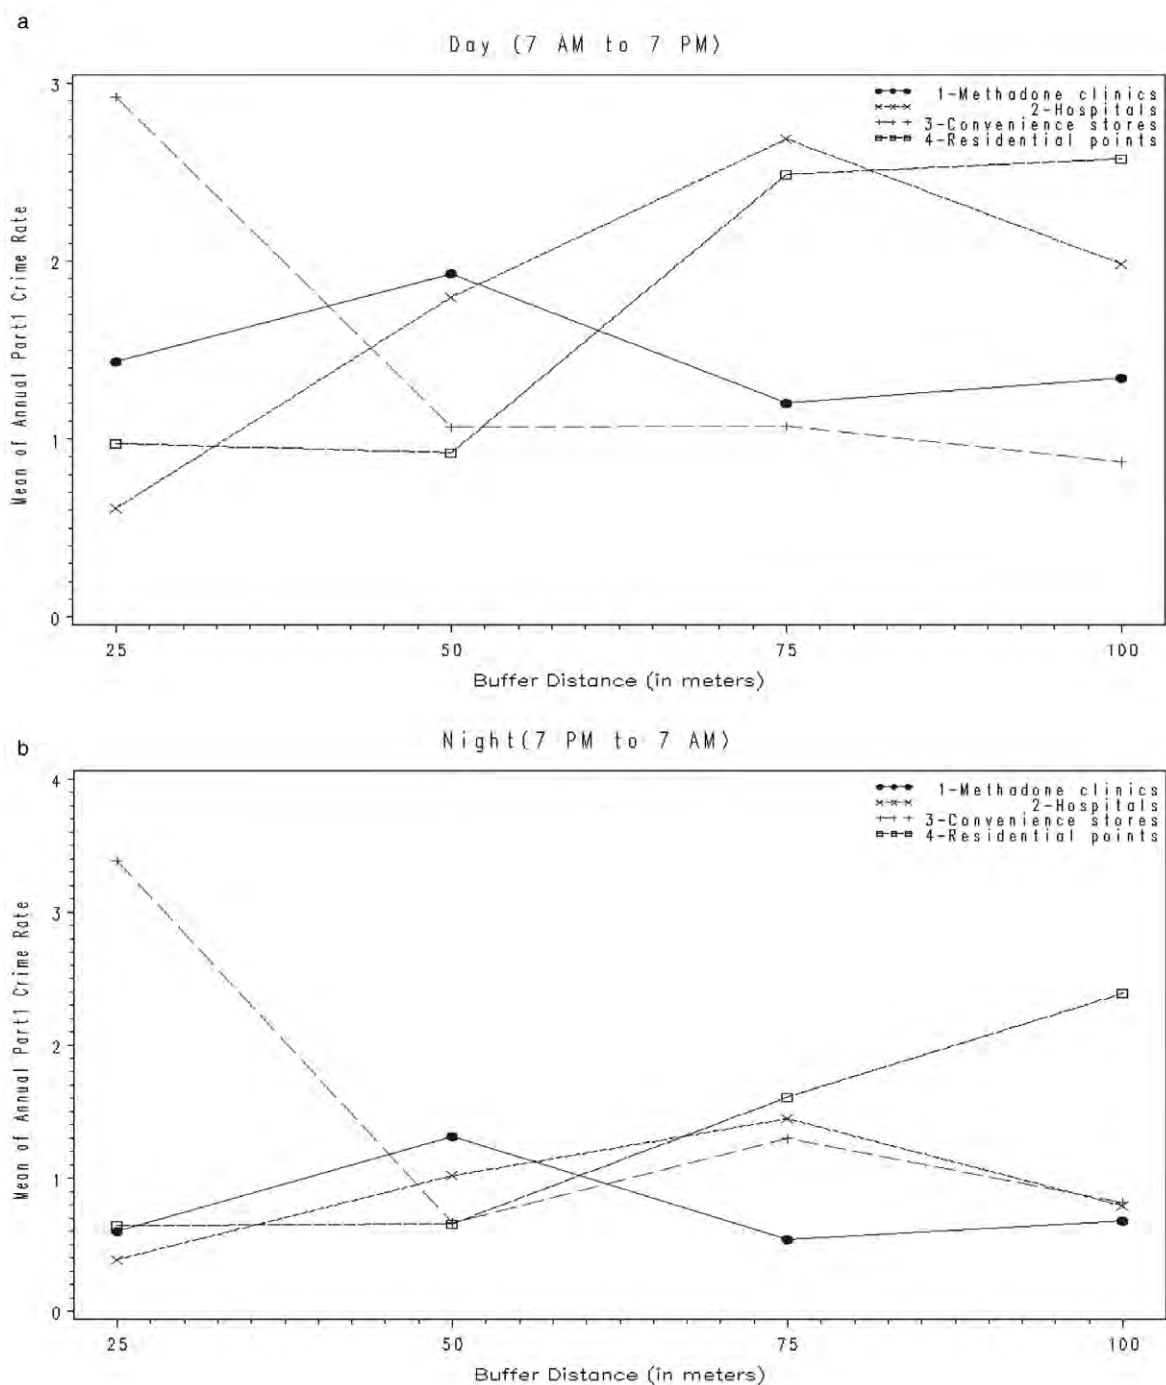 a
Day (7 AM to 7 PM)
3
2
1
0
Mean of Annual Part1 Crime Rate
1-Methadone clinics
2-Hospitals
3-Convenience stores
4-Residential points
25 50 75 100
Buffer Distance (in meters)
b
Night(7 PM to 7 AM)
4
3
2
1
0
Mean of Annual Part1 Crime Rate
1-Methadone clinics
2-Hospitals
3-Convenience stores
4-Residential points
25 50 75 100
Buffer Distance (in meters)